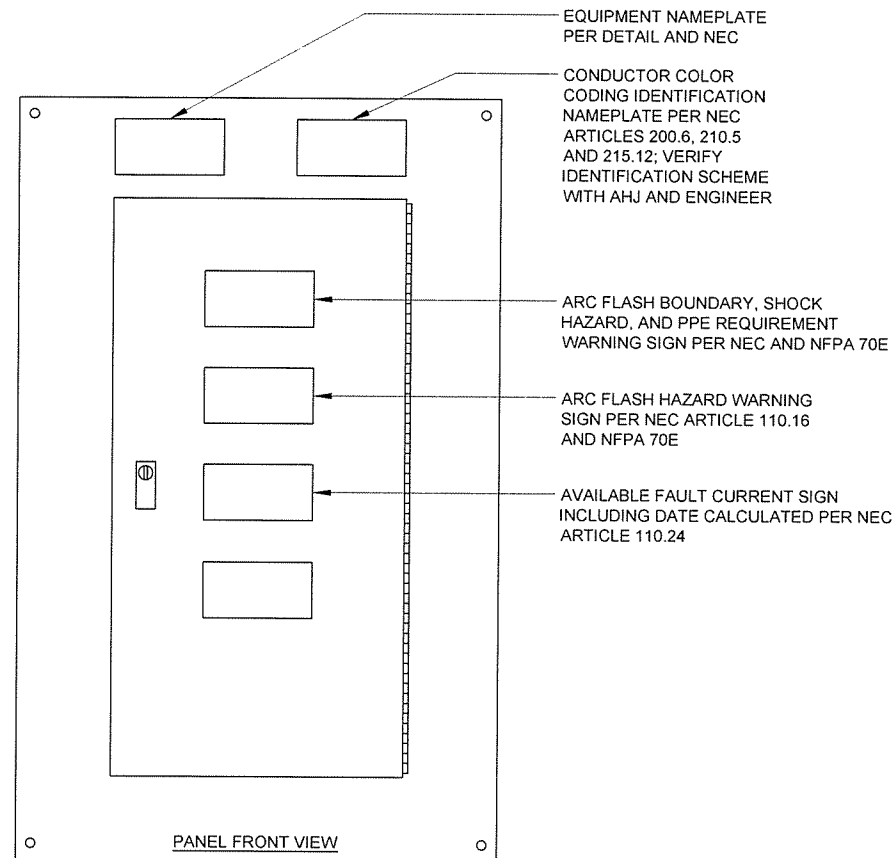 EQUIPMENT NAMEPLATE
PER DETAIL AND NEC
CONDUCTOR COLOR
CODING IDENTIFICATION
NAMEPLATE PER NEC
ARTICLES 200.6, 210.5
AND 215.12; VERIFY
IDENTIFICATION SCHEME
WITH AHJ AND ENGINEER
ARC FLASH BOUNDARY, SHOCK
HAZARD, AND PPE REQUIREMENT
WARNING SIGN PER NEC AND NFPA 70E
ARC FLASH HAZARD WARNING
SIGN PER NEC ARTICLE 110.16
AND NFPA 70E
AVAILABLE FAULT CURRENT SIGN
INCLUDING DATE CALCULATED PER NEC
ARTICLE 110.24
PANEL FRONT VIEW